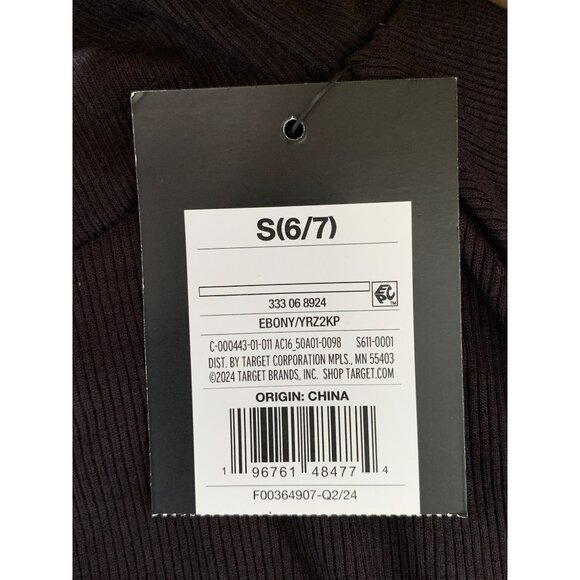 S(6/7)
333 06 8924
EPC™
EBONY/YRZ2KP
C-000443-01-011 AC16_50A01-0098 S611-0001
DIST. BY TARGET CORPORATION MPLS., MN 55403
©2024 TARGET BRANDS, INC. SHOP TARGET.COM
ORIGIN: CHINA
1 96761 48477 4
F00364907-Q2/24